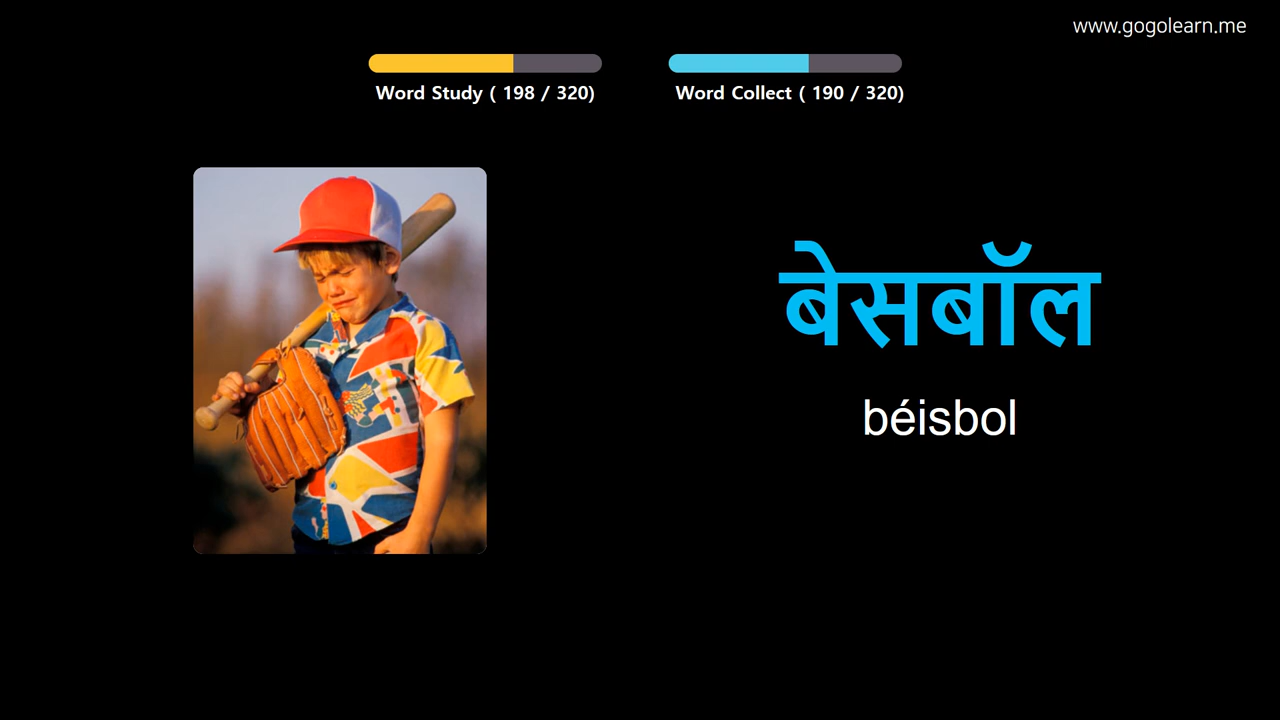 www.gogolearn.me
Word Study ( 198 / 320)
Word Collect ( 190 / 320)
बेसबॉल
béisbol